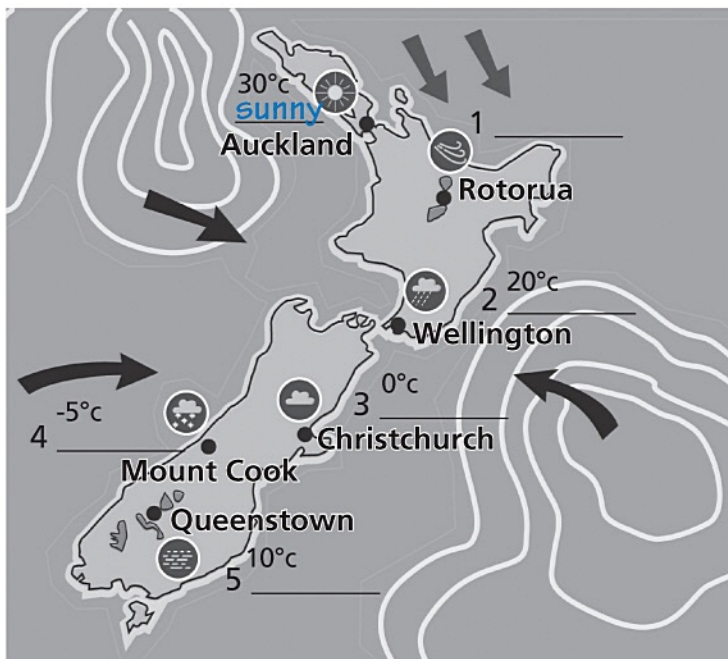 30°c
sunny
Auckland
1
Rotorua
20°c
2
Wellington
0°c
3
Christchurch
-5°c
4
Mount Cook
Queenstown
10°c
5